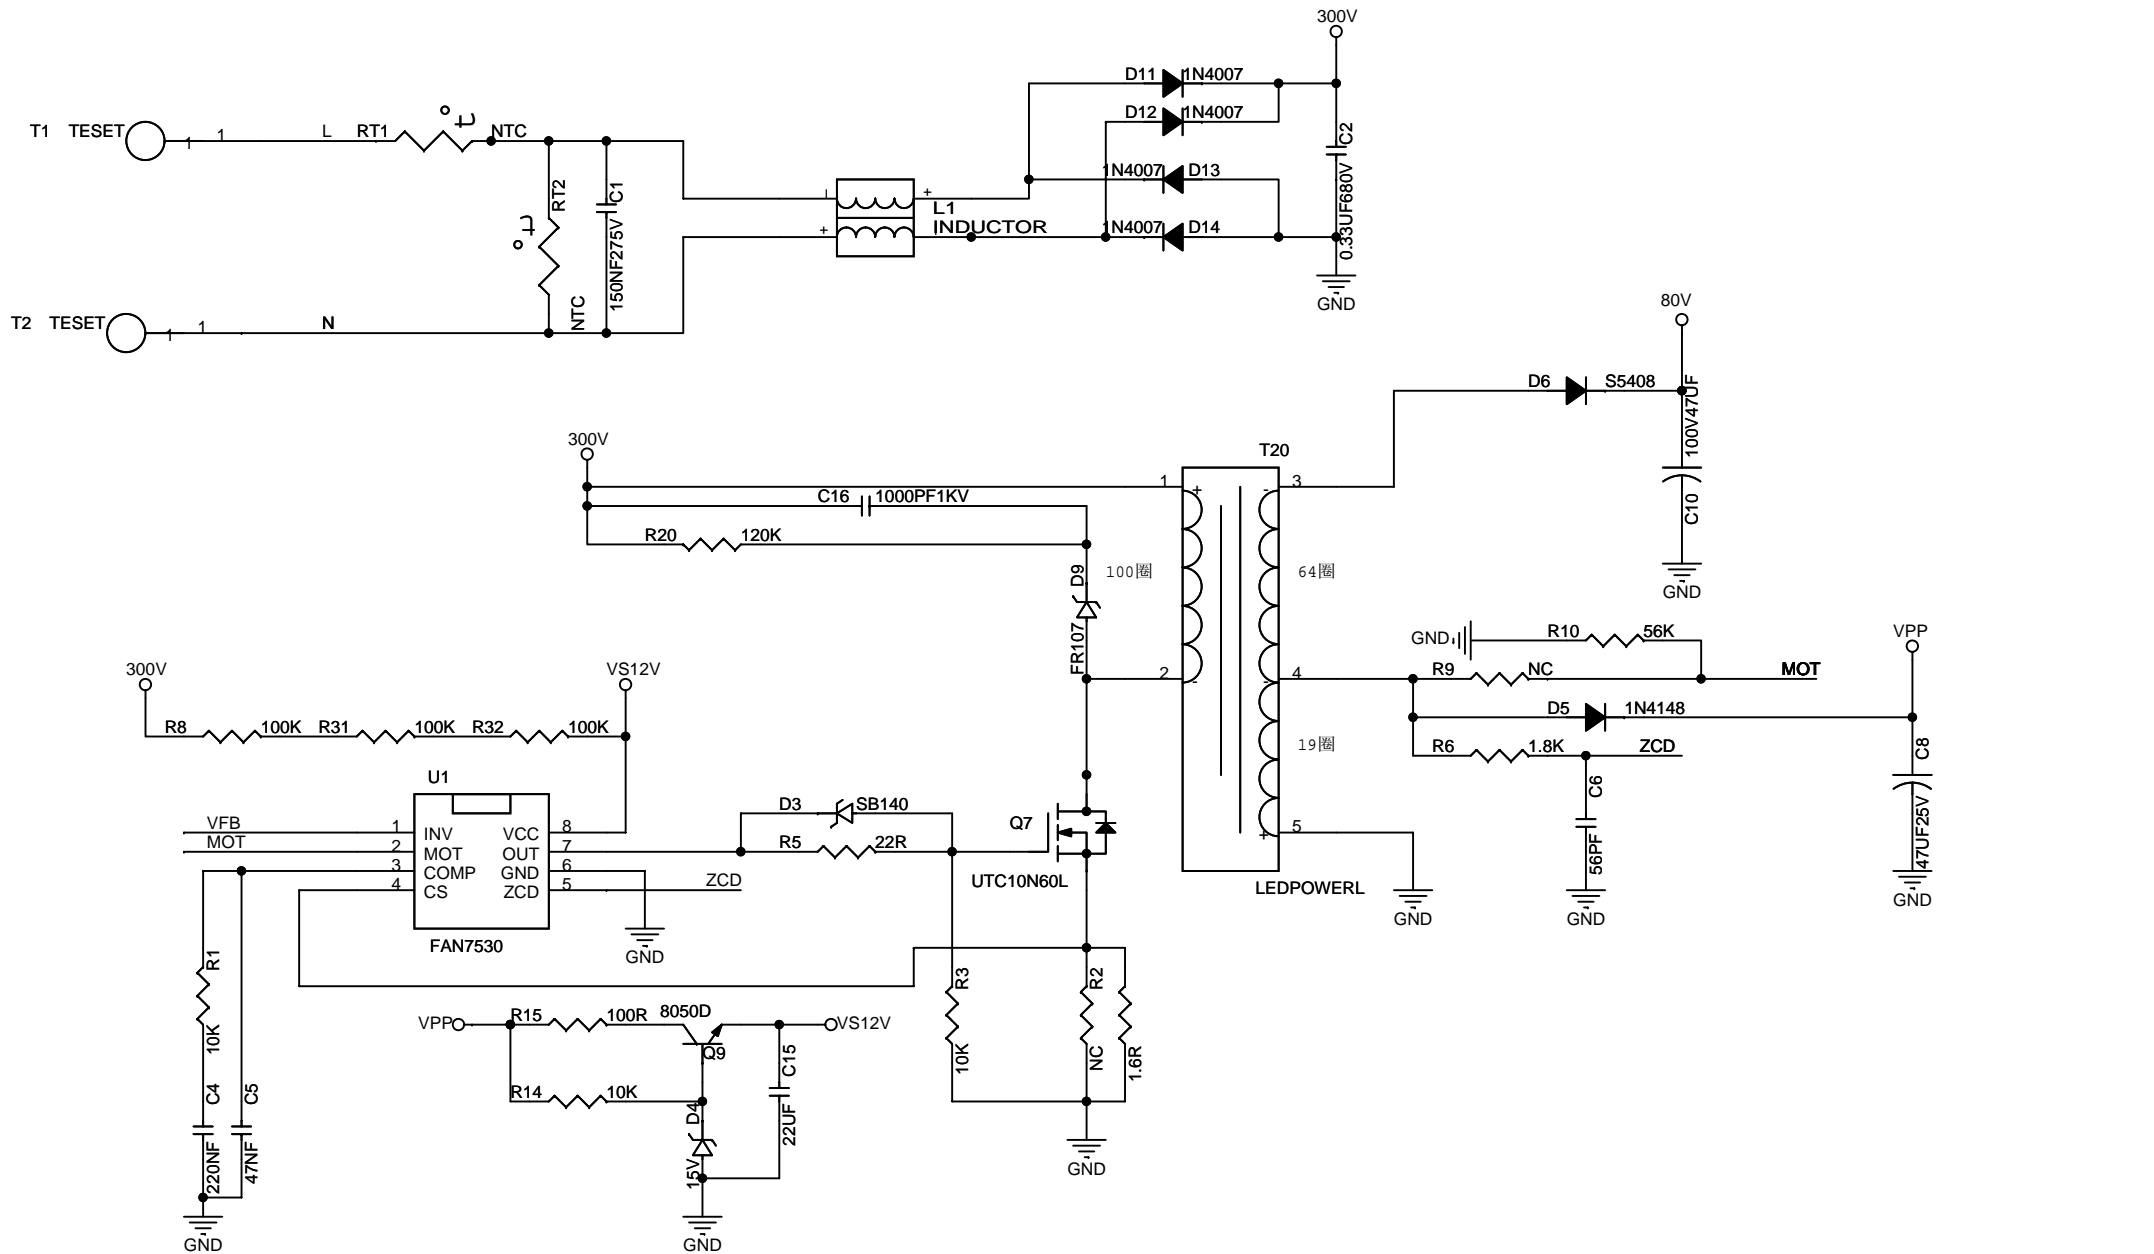 300V
D11 1N4007
D12 1N4007
T1 TESET 1 1 L RT1 t NTC
C2
0.33UF680V
1N4007 D13
RT2
C1
150NF275V
t
NTC
+
L1
INDUCTOR
+
1N4007 D14
GND
T2 TESET 1 1 N
80V
D6 S5408
100V47UF
C10
GND
300V
T20
1 + - 3
C16 1000PF1KV
R20 120K
D9
FR107
100圈
64圈
2 - - 4
19圈
+ 5
LEDPOWERL
GND R10 56K
VPP
R9 NC MOT
D5 1N4148
R6 1.8K ZCD
C6
56PF
C8
47UF25V
GND
GND
GND
300V
VS12V
R8 100K R31 100K R32 100K
U1
VFB 1 INV VCC 8
MOT 2 MOT OUT 7
3 COMP GND 6
4 CS ZCD 5 ZCD
FAN7530
GND
D3 SB140
R5 22R
Q7
UTC10N60L
R1
10K
C4
220NF
C5
47NF
GND
VPP R15 100R 8050D VS12V
Q9
R14 10K
D4
15V
C15
22UF
GND
R3
10K
R2
NC
1.6R
GND